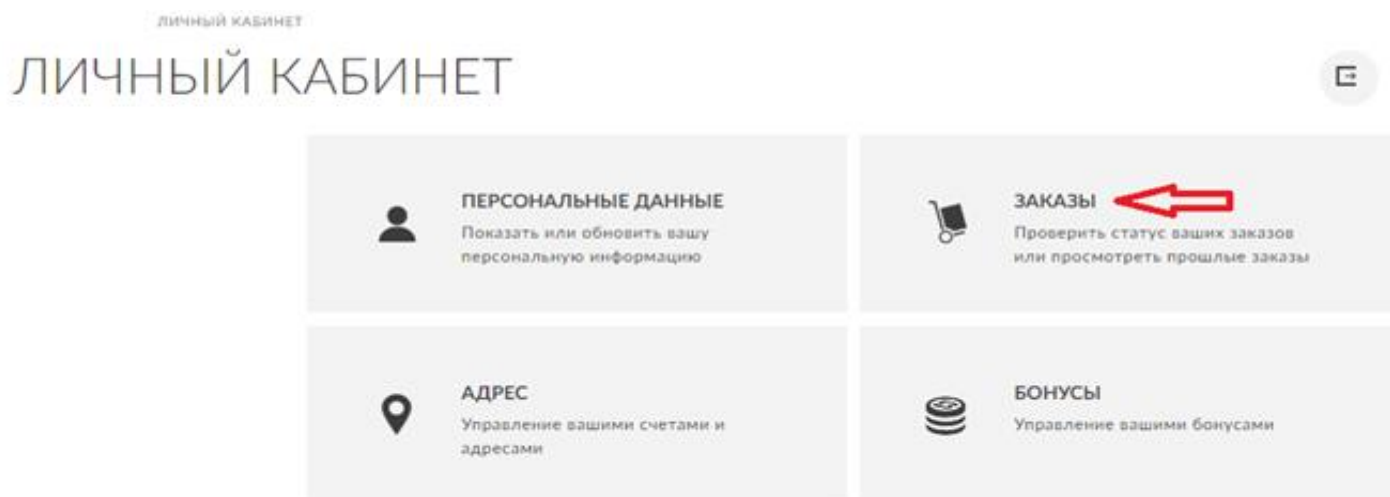 ЛИЧНЫЙ КАБИНЕТ
ЛИЧНЫЙ КАБИНЕТ
ПЕРСОНАЛЬНЫЕ ДАННЫЕ
Показать или обновить вашу
персональную информацию
ЗАКАЗЫ
Проверить статус ваших заказов
или просмотреть прошлые заказы
АДРЕС
Управление вашими счетами и
адресами
БОНУСЫ
Управление вашими бонусами